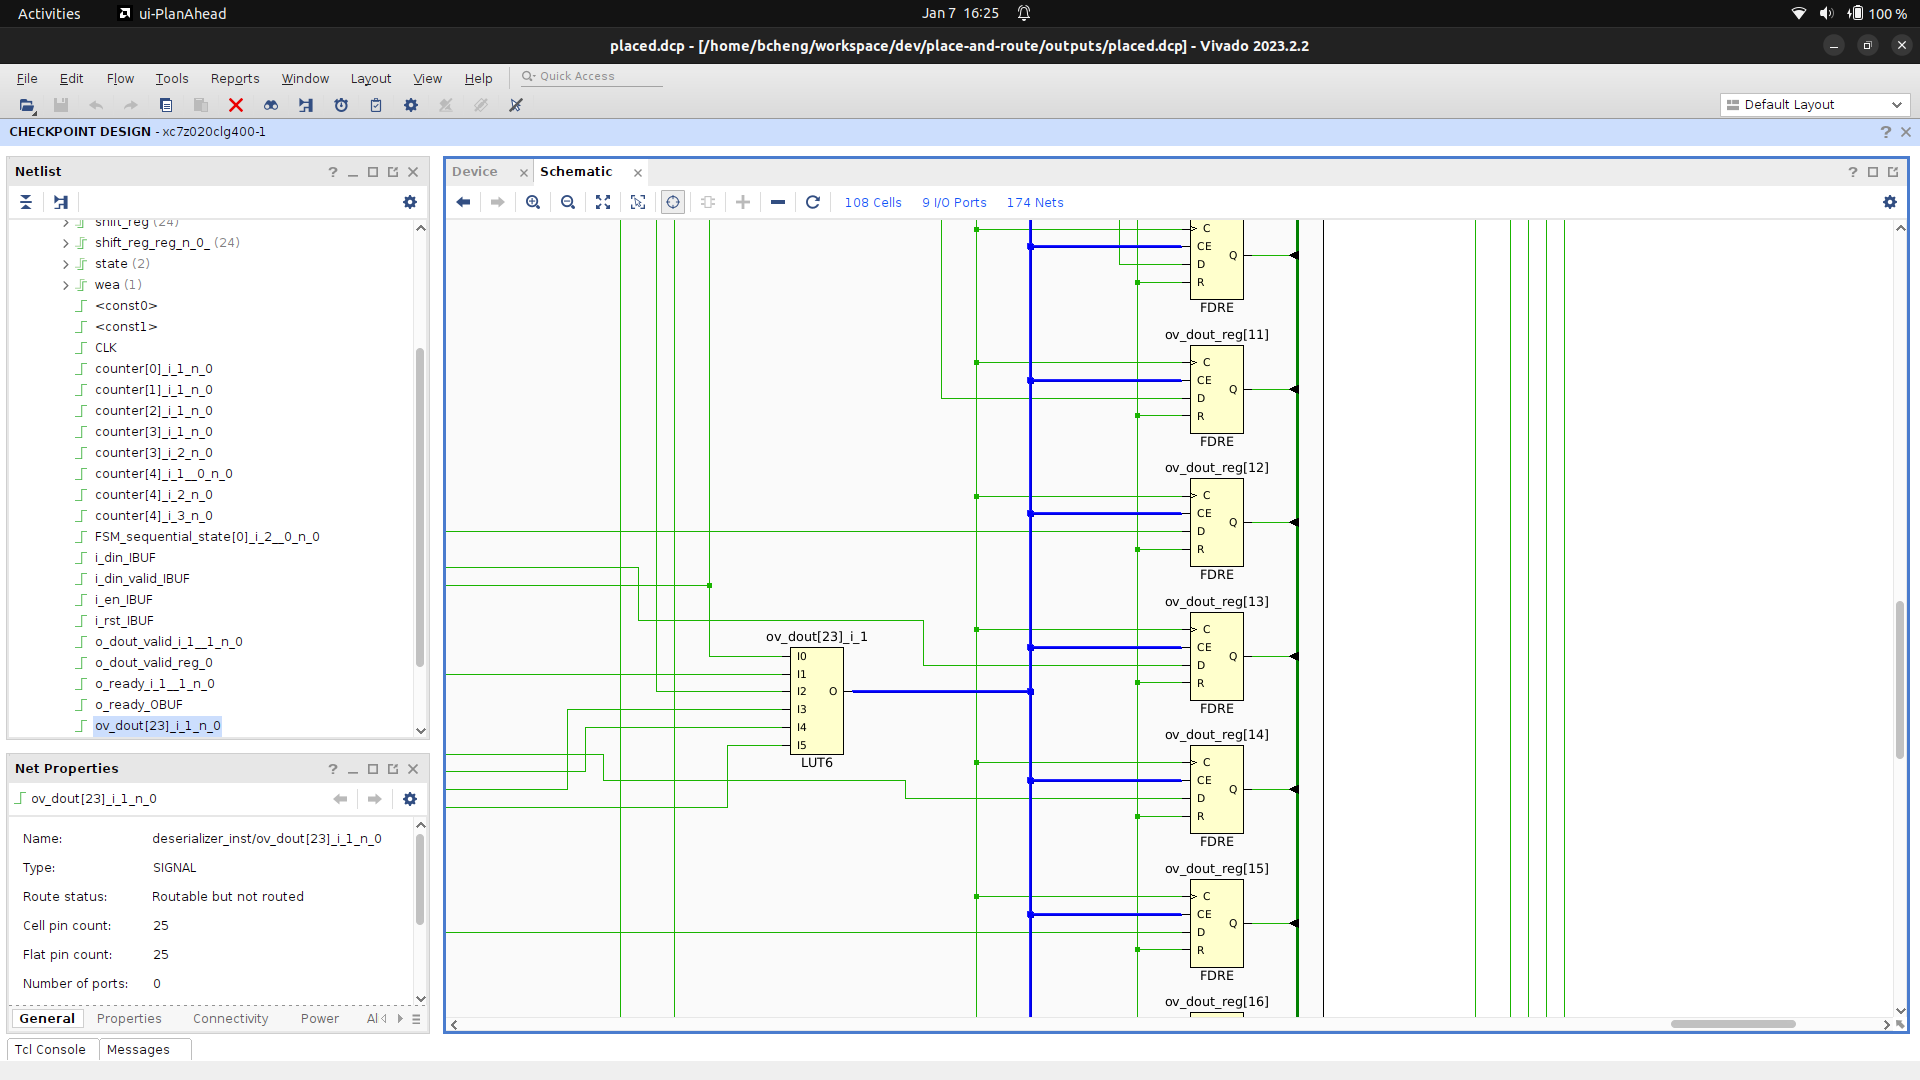 Activities
ui-PlanAhead
Jan 7 16:25
100 %
placed.dcp - [/home/bcheng/workspace/dev/place-and-route/outputs/placed.dcp] - Vivado 2023.2.2
File Edit Flow Tools Reports Window Layout View Help
Quick Access
Default Layout
CHECKPOINT DESIGN - xc7z020clg400-1
Netlist
shift_reg (24)
shift_reg_reg_n_0_ (24)
state (2)
wea (1)
<const0>
<const1>
CLK
counter[0]_i_1_n_0
counter[1]_i_1_n_0
counter[2]_i_1_n_0
counter[3]_i_1_n_0
counter[3]_i_2_n_0
counter[4]_i_1__0_n_0
counter[4]_i_2_n_0
counter[4]_i_3_n_0
FSM_sequential_state[0]_i_2__0_n_0
i_din_IBUF
i_din_valid_IBUF
i_en_IBUF
i_rst_IBUF
o_dout_valid_i_1__1_n_0
o_dout_valid_reg_0
o_ready_i_1__1_n_0
o_ready_OBUF
ov_dout[23]_i_1_n_0
Net Properties
ov_dout[23]_i_1_n_0
Name: deserializer_inst/ov_dout[23]_i_1_n_0
Type: SIGNAL
Route status: Routable but not routed
Cell pin count: 25
Flat pin count: 25
Number of ports: 0
General Properties Connectivity Power Al
Tcl Console Messages
Device Schematic
108 Cells 9 I/O Ports 174 Nets
C
CE
D
R
Q
FDRE
ov_dout_reg[11]
C
CE
D
R
Q
FDRE
ov_dout_reg[12]
C
CE
D
R
Q
FDRE
ov_dout_reg[13]
C
CE
D
R
Q
FDRE
ov_dout[23]_i_1
I0
I1
I2
I3
I4
I5
O
LUT6
ov_dout_reg[14]
C
CE
D
R
Q
FDRE
ov_dout_reg[15]
C
CE
D
R
Q
FDRE
ov_dout_reg[16]